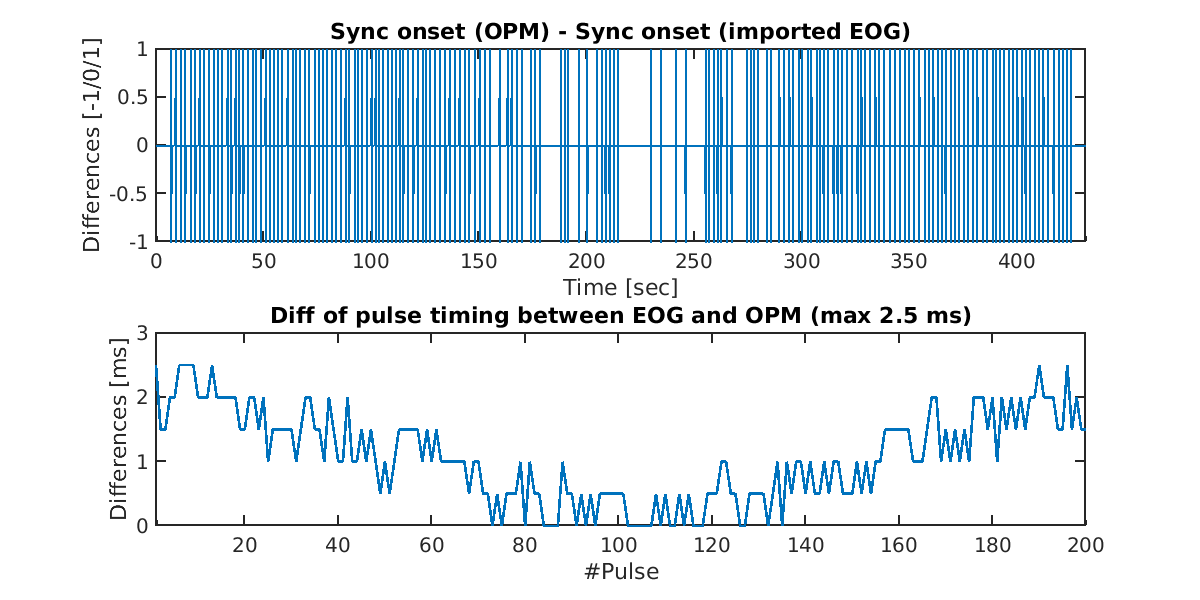 Sync onset (OPM) - Sync onset (imported EOG)
Differences [-1/0/1]
1
0.5
0
-0.5
-1
0 50 100 150 200 250 300 350 400
Time [sec]
Diff of pulse timing between EOG and OPM (max 2.5 ms)
Differences [ms]
3
2
1
0
20 40 60 80 100 120 140 160 180 200
#Pulse